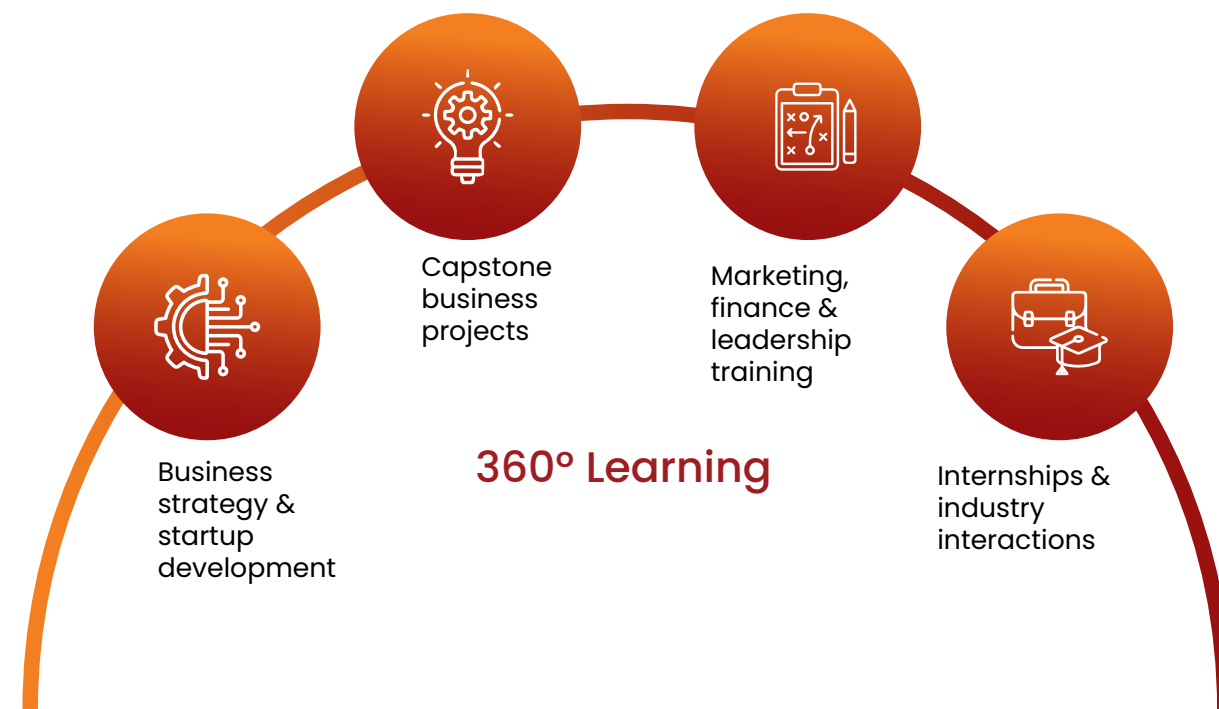 Capstone
business
projects
Marketing,
finance &
leadership
training
360° Learning
Business
strategy &
startup
development
Internships &
industry
interactions